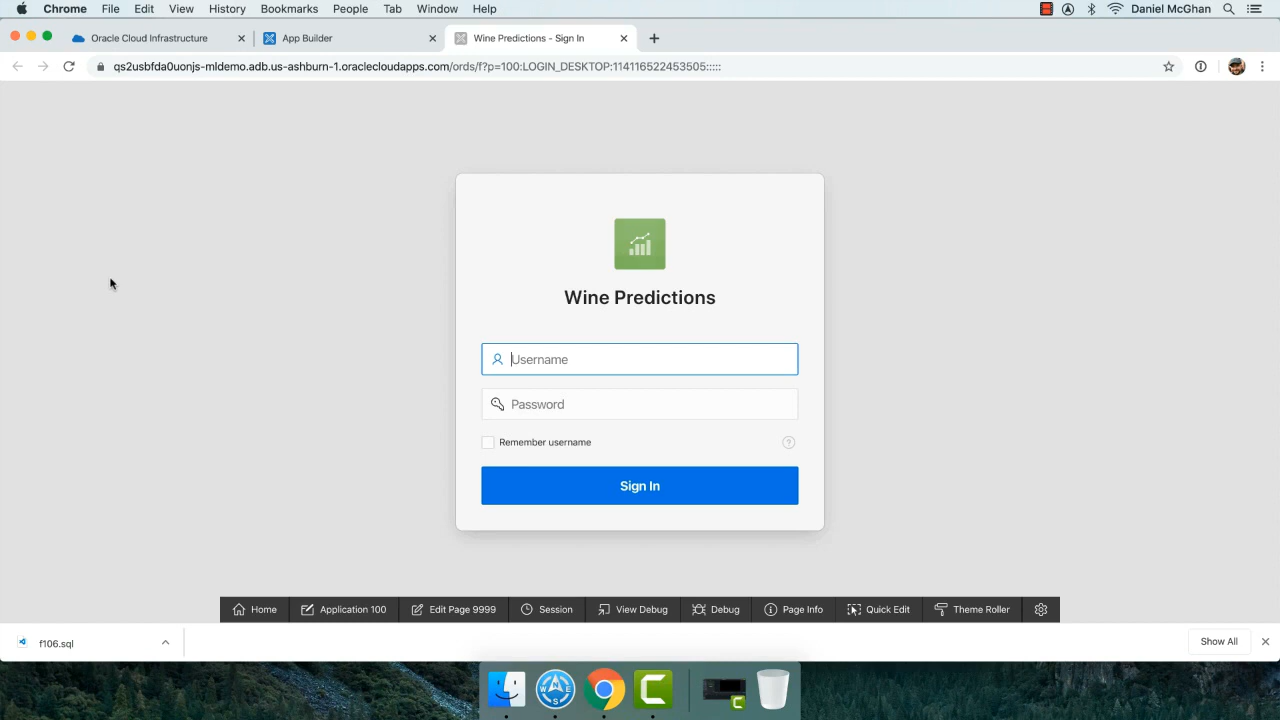 Chrome File Edit View History Bookmarks People Tab Window Help Daniel McGhan
Oracle Cloud Infrastructure App Builder Wine Predictions - Sign In
qs2usbfda0uonjs-mldemo.adb.us-ashburn-1.oraclecloudapps.com/ords/f?p=100:LOGIN_DESKTOP:114116522453505:::::
Wine Predictions
Username
Password
Remember username ?
Sign In
Home Application 100 Edit Page 9999 Session View Debug Debug Page Info Quick Edit Theme Roller
f106.sql Show All